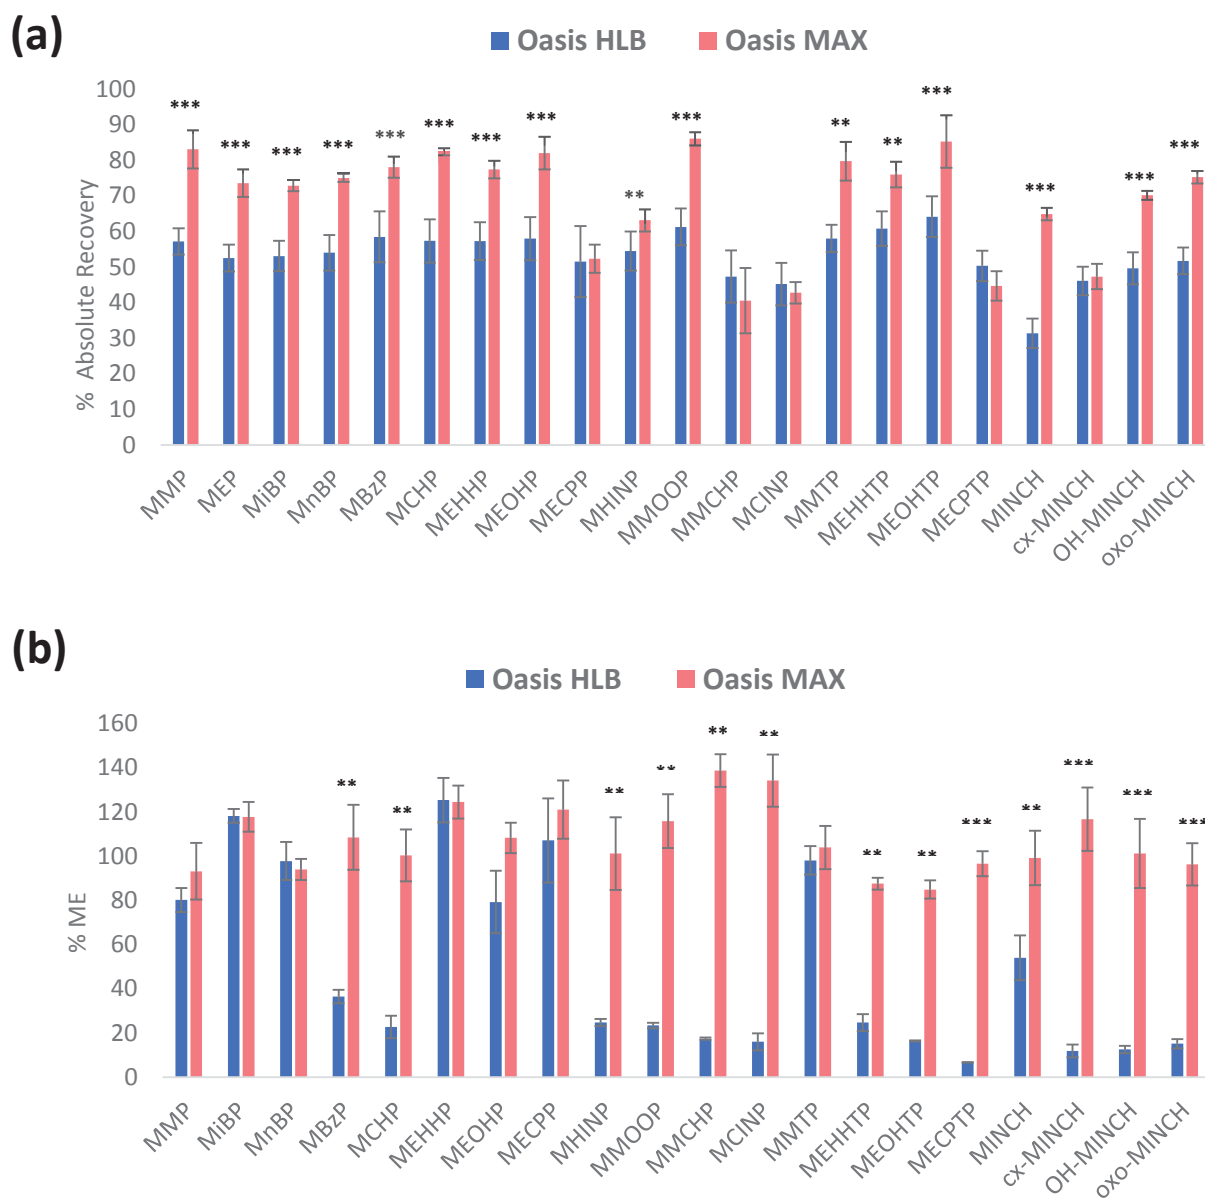 (a)
Oasis HLB Oasis MAX
% Absolute Recovery
100
90
80
70
60
50
40
30
20
10
0
*** *** *** *** *** *** *** *** ** *** ** ** *** *** *** ***
MMP MEP MiBP MnBP MBzP MCHP MEHHP MEOHP MECPP MHINP MMOOP MMCHP MCINP MMTP MEHHTP MEOHTP MECPTP MINCH cx-MINCH OH-MINCH oxo-MINCH
(b)
Oasis HLB Oasis MAX
% ME
160
140
120
100
80
60
40
20
0
** ** ** ** ** ** ** ** *** ** *** *** ***
MMP MiBP MnBP MBzP MCHP MEHHP MEOHP MECPP MHINP MMOOP MMCHP MCINP MMTP MEHHTP MEOHTP MECPTP MINCH cx-MINCH OH-MINCH oxo-MINCH